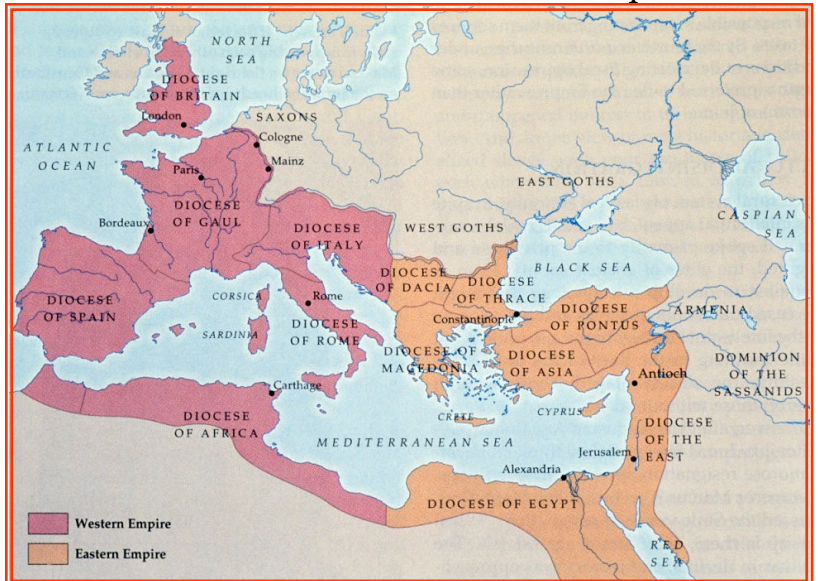 NORTH
SEA
DIOCESE
OF BRITAIN
London
SAXONS
Cologne
ATLANTIC
OCEAN
Mainz
Paris
EAST GOTHS
DIOCESE
OF GAUL
CASPIAN
SEA
Bordeaux
DIOCESE
OF ITALY
WEST GOTHS
BLACK SEA
DIOCESE
OF DACIA
DIOCESE
OF THRACE
CORSICA
Rome
DIOCESE
OF SPAIN
DIOCESE
OF PONTUS
ARMENIA
Constantinople
SARDINIA
DIOCESE
OF ROME
DIOCESE OF
MACEDONIA
DIOCESE
OF ASIA
DOMINION
OF THE
SASSANIDS
Antioch
Carthage
CRETE
CYPRUS
DIOCESE
OF AFRICA
DIOCESE
OF THE
EAST
MEDITERRANEAN SEA
Jerusalem
Alexandria
DIOCESE OF EGYPT
Western Empire
Eastern Empire
RED
SEA